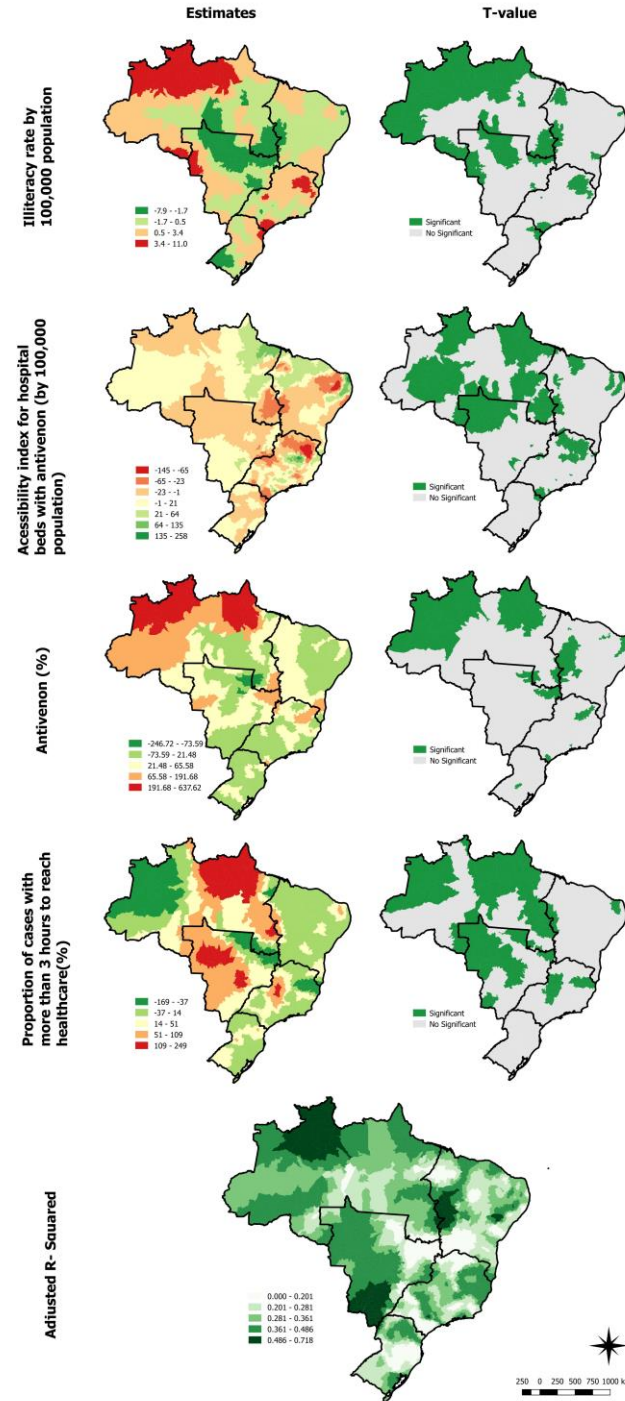 Estimates
T-value
Illiteracy rate by
100,000 population
-7.9 - -1.7
-1.7 - 0.5
0.5 - 3.4
3.4 - 11.0
Significant
No Significant
Acessibility index for hospital
beds with antivenon (by 100,000
population)
-145 - -65
-65 - -23
-23 - -1
-1 - 21
21 - 64
64 - 135
135 - 258
Significant
No Significant
Antivenon (%)
-246.72 - -73.59
-73.59 - 21.48
21.48 - 65.58
65.58 - 191.68
191.68 - 637.62
Significant
No Significant
Proportion of cases with
more than 3 hours to reach
healthcare(%)
-169 - -37
-37 - 14
14 - 51
51 - 109
109 - 249
Significant
No Significant
Adjusted R- Squared
0.000 - 0.201
0.201 - 0.281
0.281 - 0.361
0.361 - 0.486
0.486 - 0.718
250 0 250 500 750 1000 k